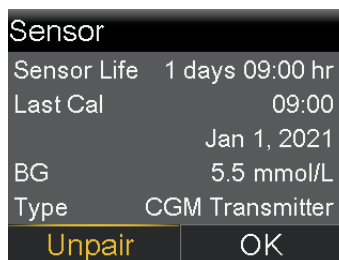 Sensor
Sensor Life 1 days 09:00 hr
Last Cal 09:00
Jan 1, 2021
BG 5.5 mmol/L
Type CGM Transmitter
Unpair OK